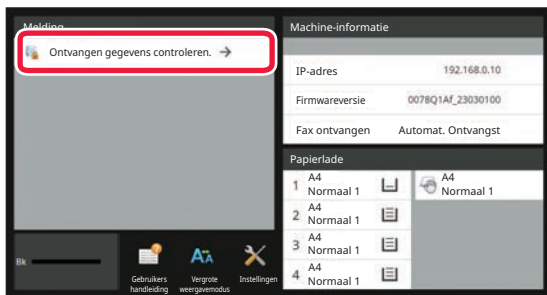 Melding
Ontvangen gegevens controleren. →
Machine-informatie
IP-adres 192.168.0.10
Firmwareversie 0078Q1Af_23030100
Fax ontvangen Automat. Ontvangst
Papierlade
1 A4
Normaal 1
A4
Normaal 1
2 A4
Normaal 1
3 A4
Normaal 1
4 A4
Normaal 1
Bk
Gebruikers
handleiding
Vergrote
weergavemodus
Instellingen